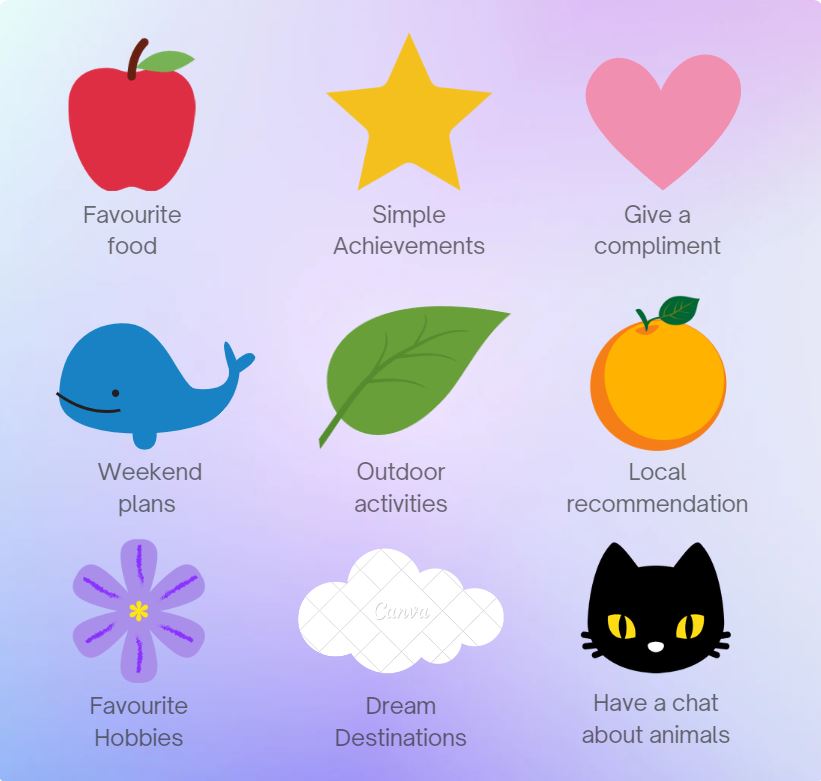 Favourite
food
Simple
Achievements
Give a
compliment
Weekend
plans
Outdoor
activities
Local
recommendation
Canva
Favourite
Hobbies
Dream
Destinations
Have a chat
about animals